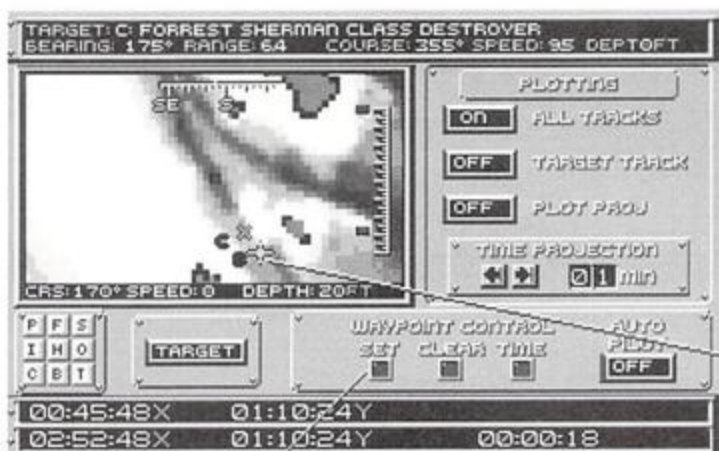 TARGET: C: FORREST SHERMAN CLASS DESTROYER
BEARING: 175° RANGE: 6.4 COURSE: 355° SPEED: 95 DEPTOFT
PLOTTING
ON ALL TRACKS
OFF TARGET TRACK
OFF PLOT PROJ
TIME PROJECTION
01 min
SE S
C X
CRS: 170° SPEED: 0 DEPTH: 20FT
P F S
I H O
C B T
TARGET
WAYPOINT CONTROL
SET CLEAR TIME
AUTO
PILOT
OFF
00:45:48X 01:10:24Y
02:52:48X 01:10:24Y 00:00:18